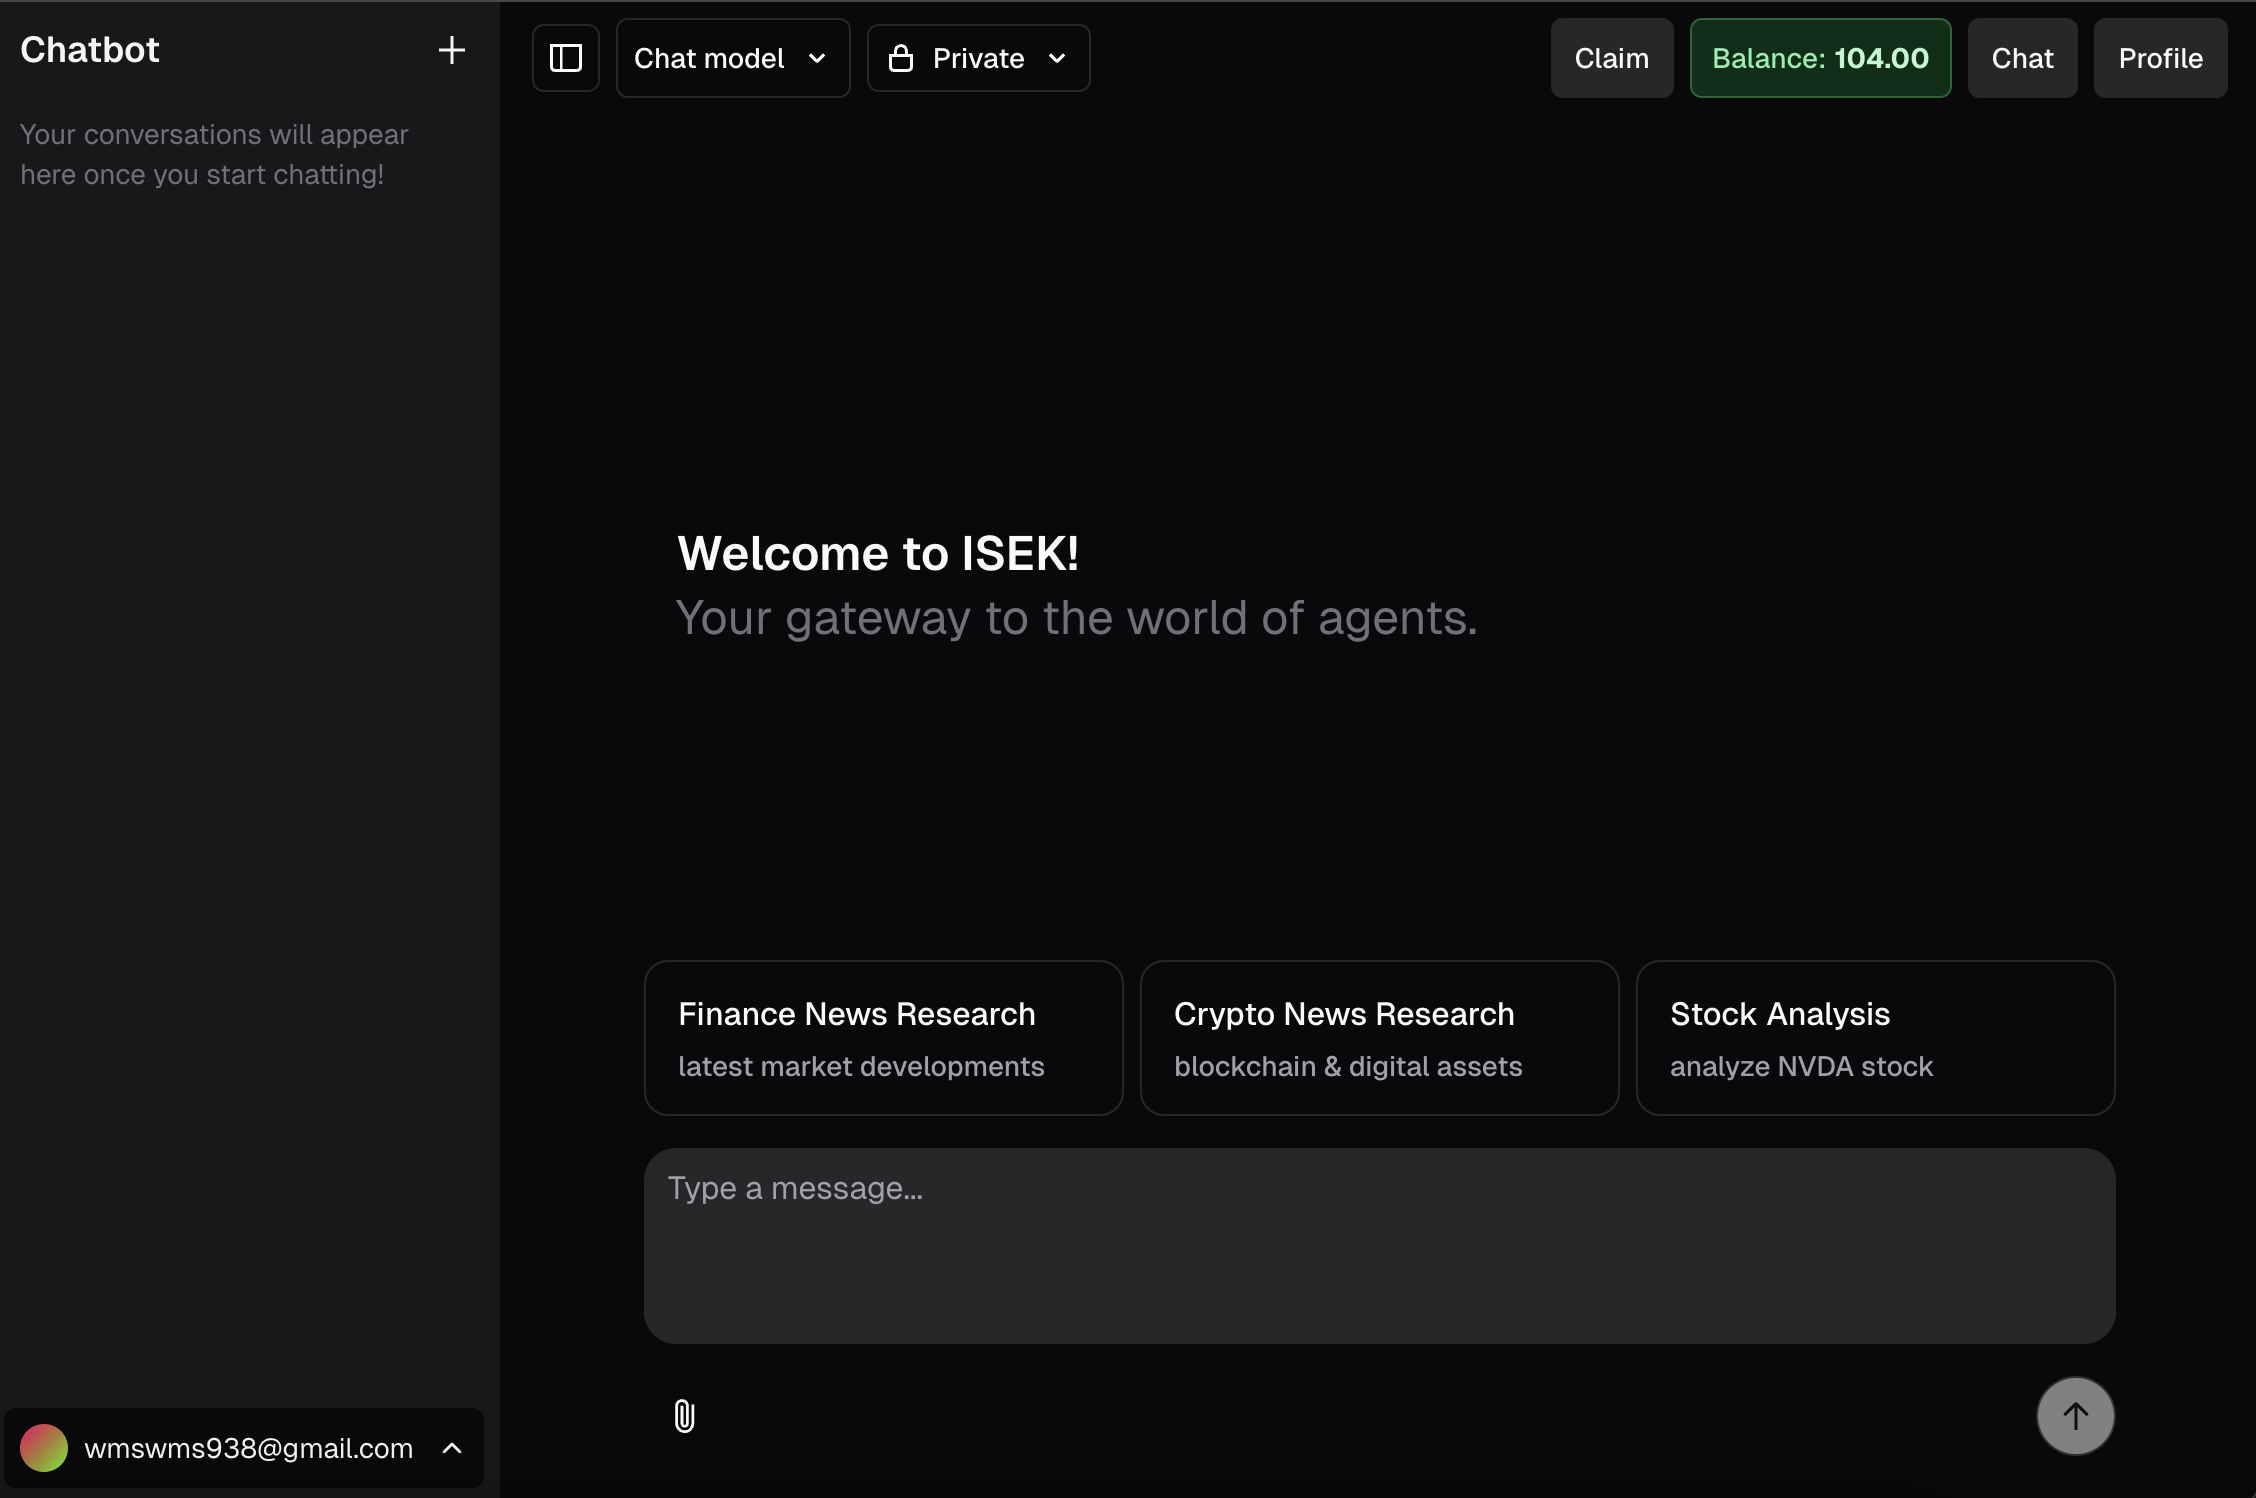 Chatbot
Your conversations will appear
here once you start chatting!
Chat model
Private
Claim
Balance: 104.00
Chat
Profile
Welcome to ISEK!
Your gateway to the world of agents.
Finance News Research
latest market developments
Crypto News Research
blockchain & digital assets
Stock Analysis
analyze NVDA stock
Type a message...
wmswms938@gmail.com